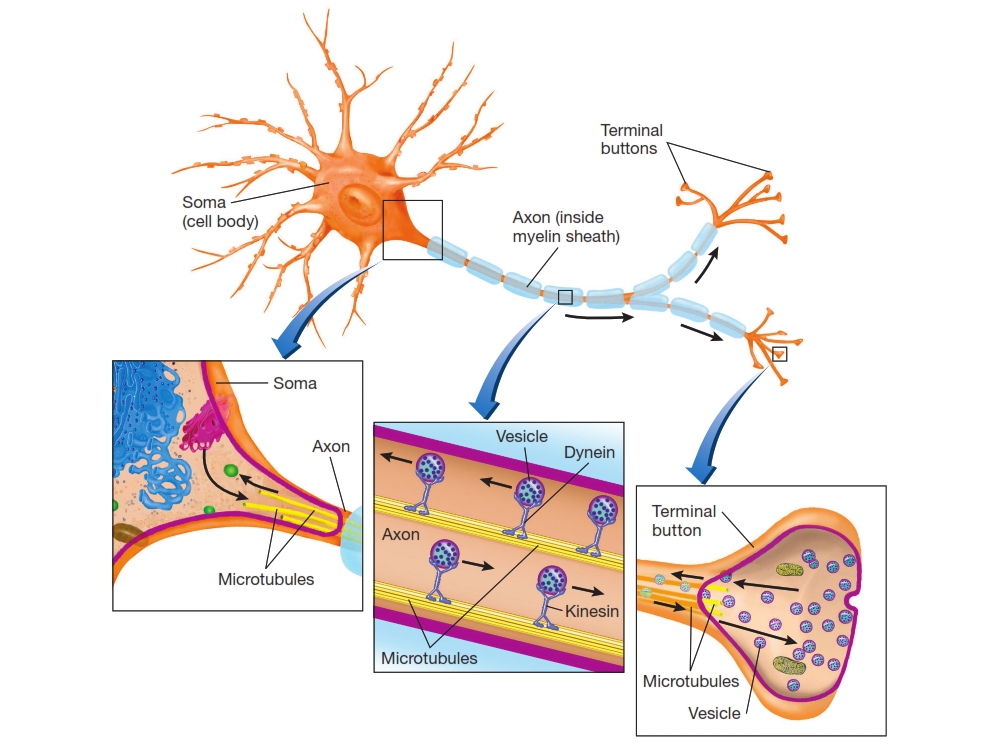 Terminal
buttons
Soma
(cell body)
Axon (inside
myelin sheath)
Soma
Axon
Microtubules
Vesicle
Dynein
Axon
Kinesin
Microtubules
Terminal
button
Microtubules
Vesicle